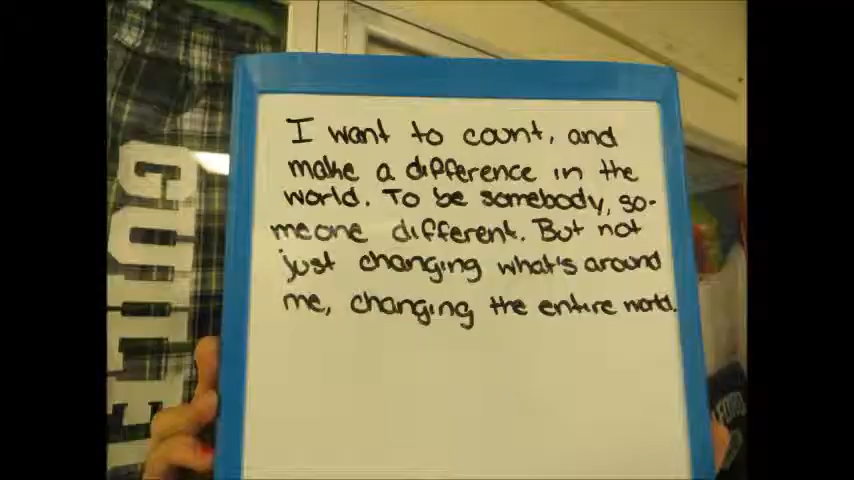 I want to count, and
make a difference in the
world. To be somebody, so-
meone different. But not
just changing what's around
me, changing the entire world.